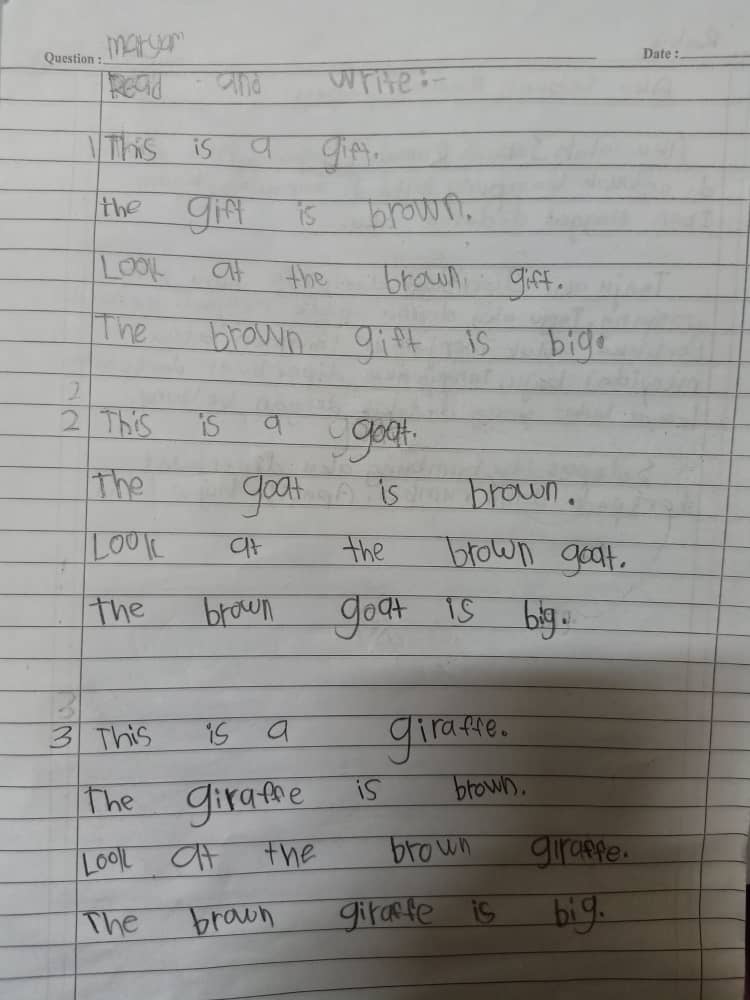 maryam
Question : Date :
Read and write:-
1 This is a gift.
the gift is brown.
Look at the brown gift.
The brown gift is big.
2
2 This is a goat.
The goat is brown.
Look at the brown goat.
the brown goat is big.
3
3 This is a giraffe.
The giraffe is brown.
Look at the brown giraffe.
The brown giraffe is big.